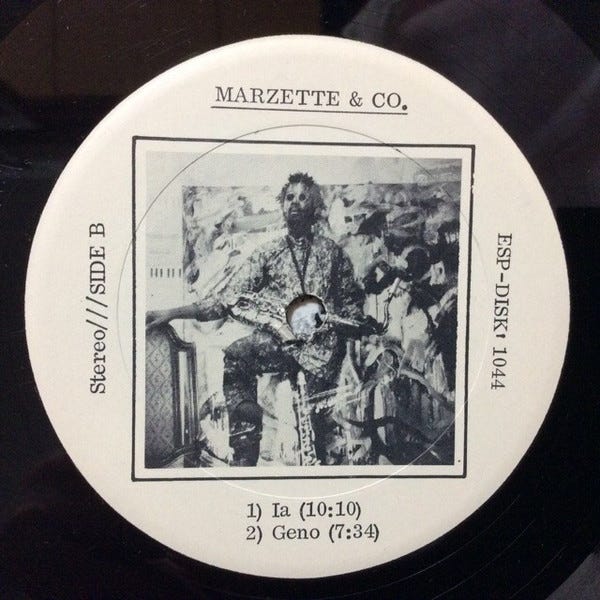 MARZETTE & CO.
Stereo///SIDE B
ESP-DISK' 1044
1) Ia (10:10)
2) Geno (7:34)